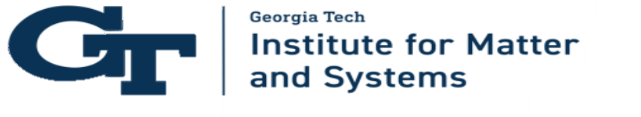 GT
Georgia Tech
Institute for Matter
and Systems